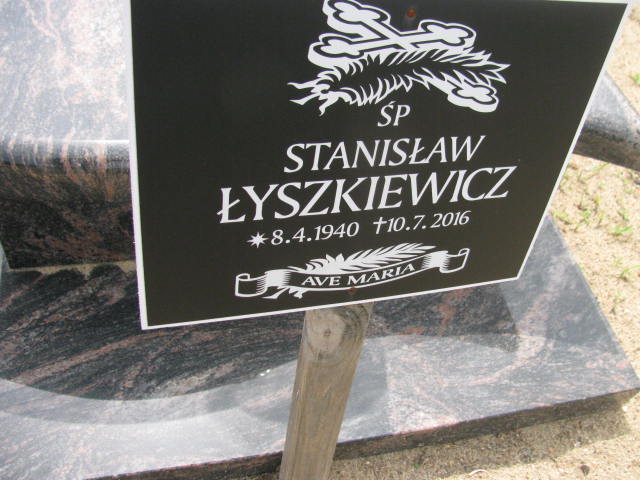 ŚP
STANISŁAW
ŁYSZKIEWICZ
✷8.4.1940 †10.7.2016
AVE MARIA